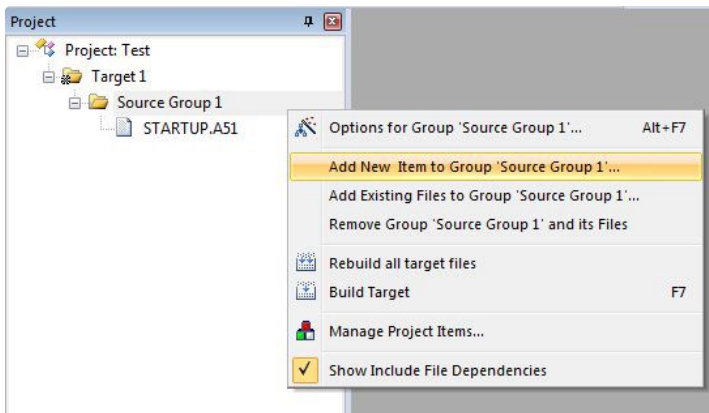 Project
Project: Test
Target 1
Source Group 1
STARTUP.A51
Options for Group 'Source Group 1'... Alt+F7
Add New  Item to Group 'Source Group 1'...
Add Existing Files to Group 'Source Group 1'...
Remove Group 'Source Group 1' and its Files
Rebuild all target files
Build Target F7
Manage Project Items...
Show Include File Dependencies